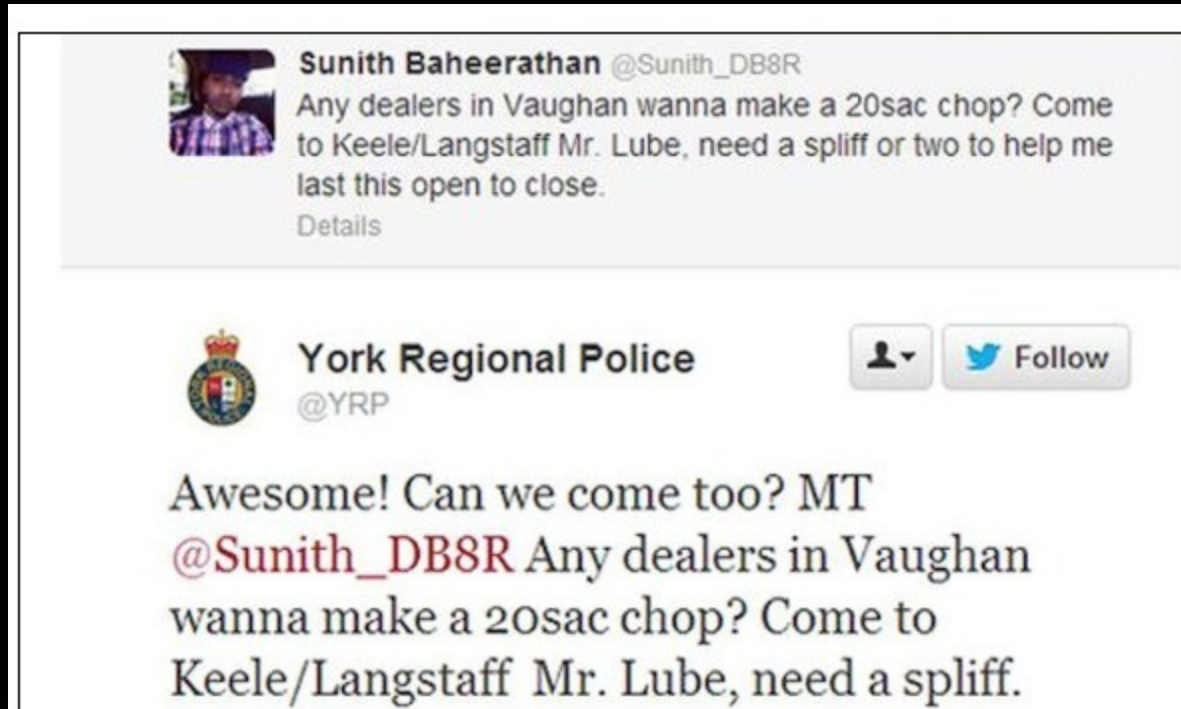 Sunith Baheerathan @Sunith_DB8R
Any dealers in Vaughan wanna make a 20sac chop? Come
to Keele/Langstaff Mr. Lube, need a spliff or two to help me
last this open to close.
Details
York Regional Police
Follow
@YRP
Awesome! Can we come too? MT
@Sunith_DB8R Any dealers in Vaughan
wanna make a 20sac chop? Come to
Keele/Langstaff Mr. Lube, need a spliff.